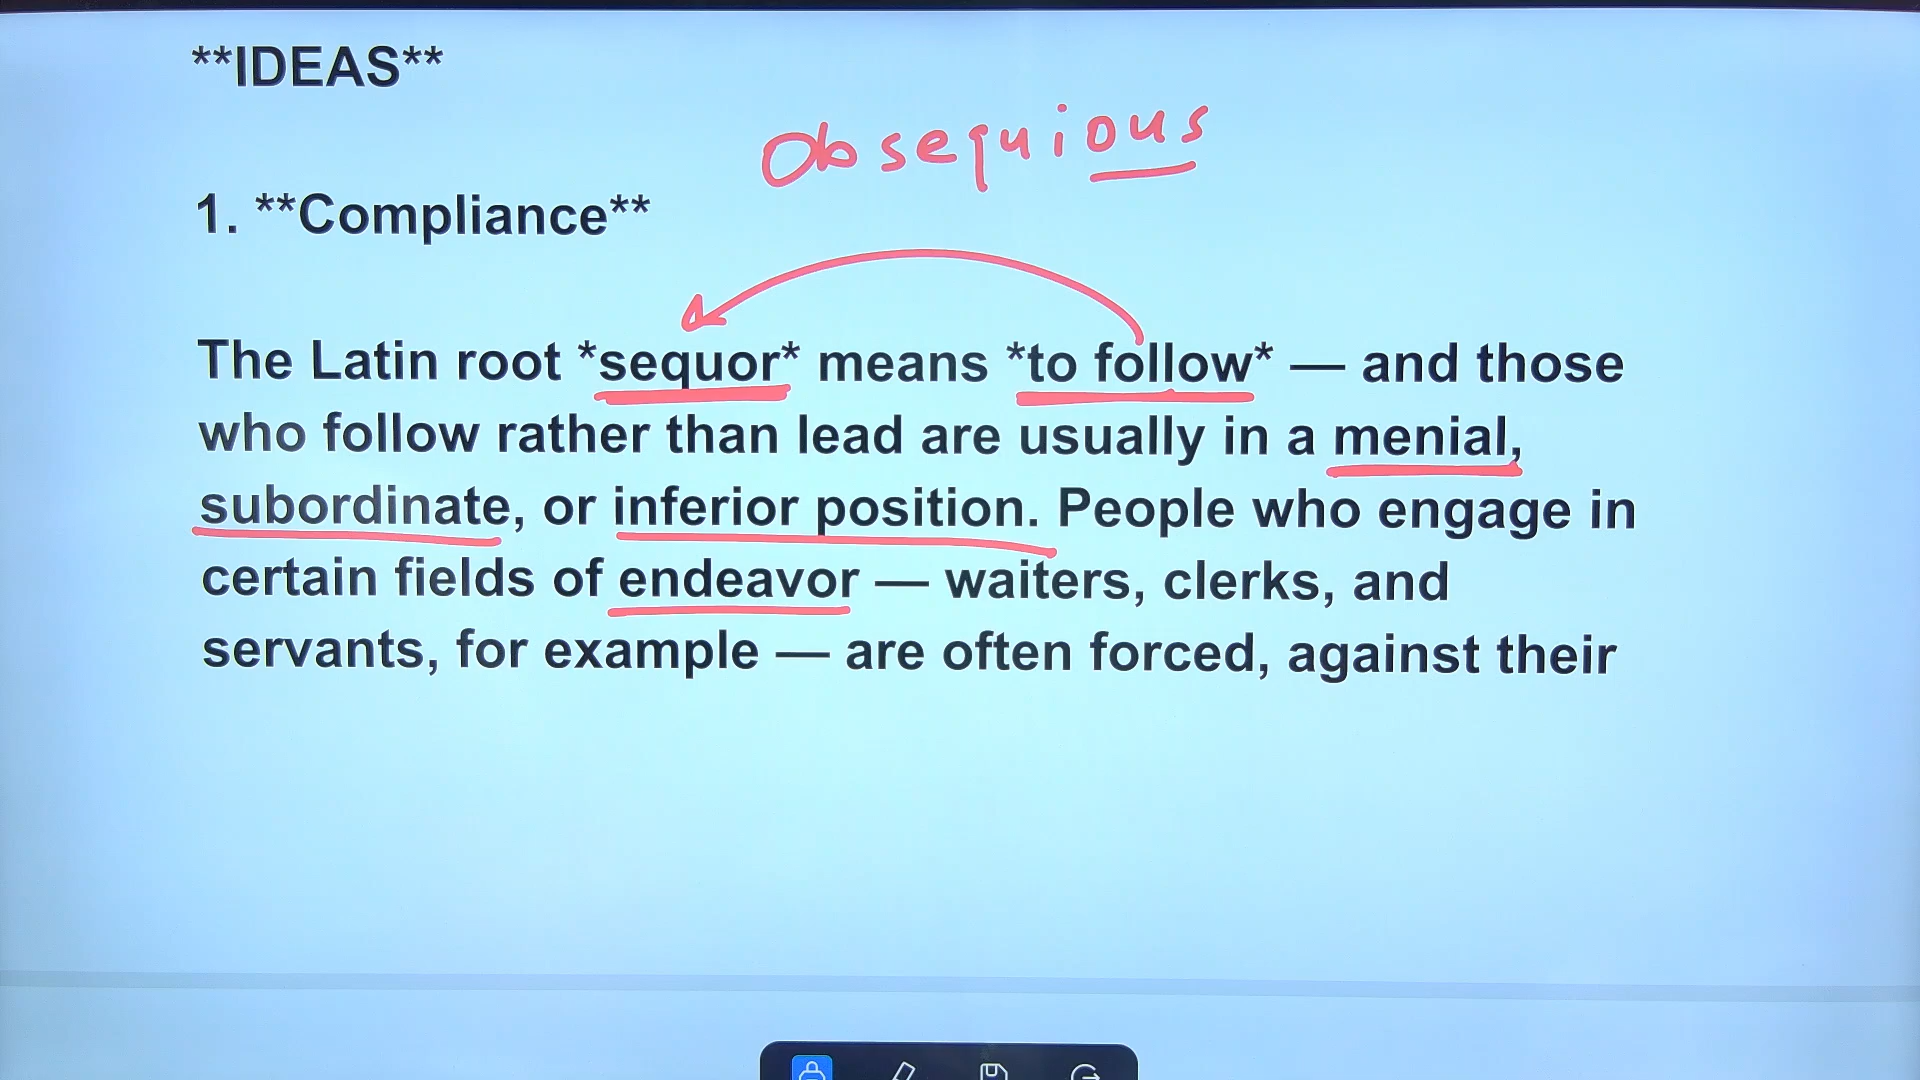 **IDEAS**
Obsequious
1. **Compliance**
The Latin root *sequor* means *to follow* — and those
who follow rather than lead are usually in a menial,
subordinate, or inferior position. People who engage in
certain fields of endeavor — waiters, clerks, and
servants, for example — are often forced, against their